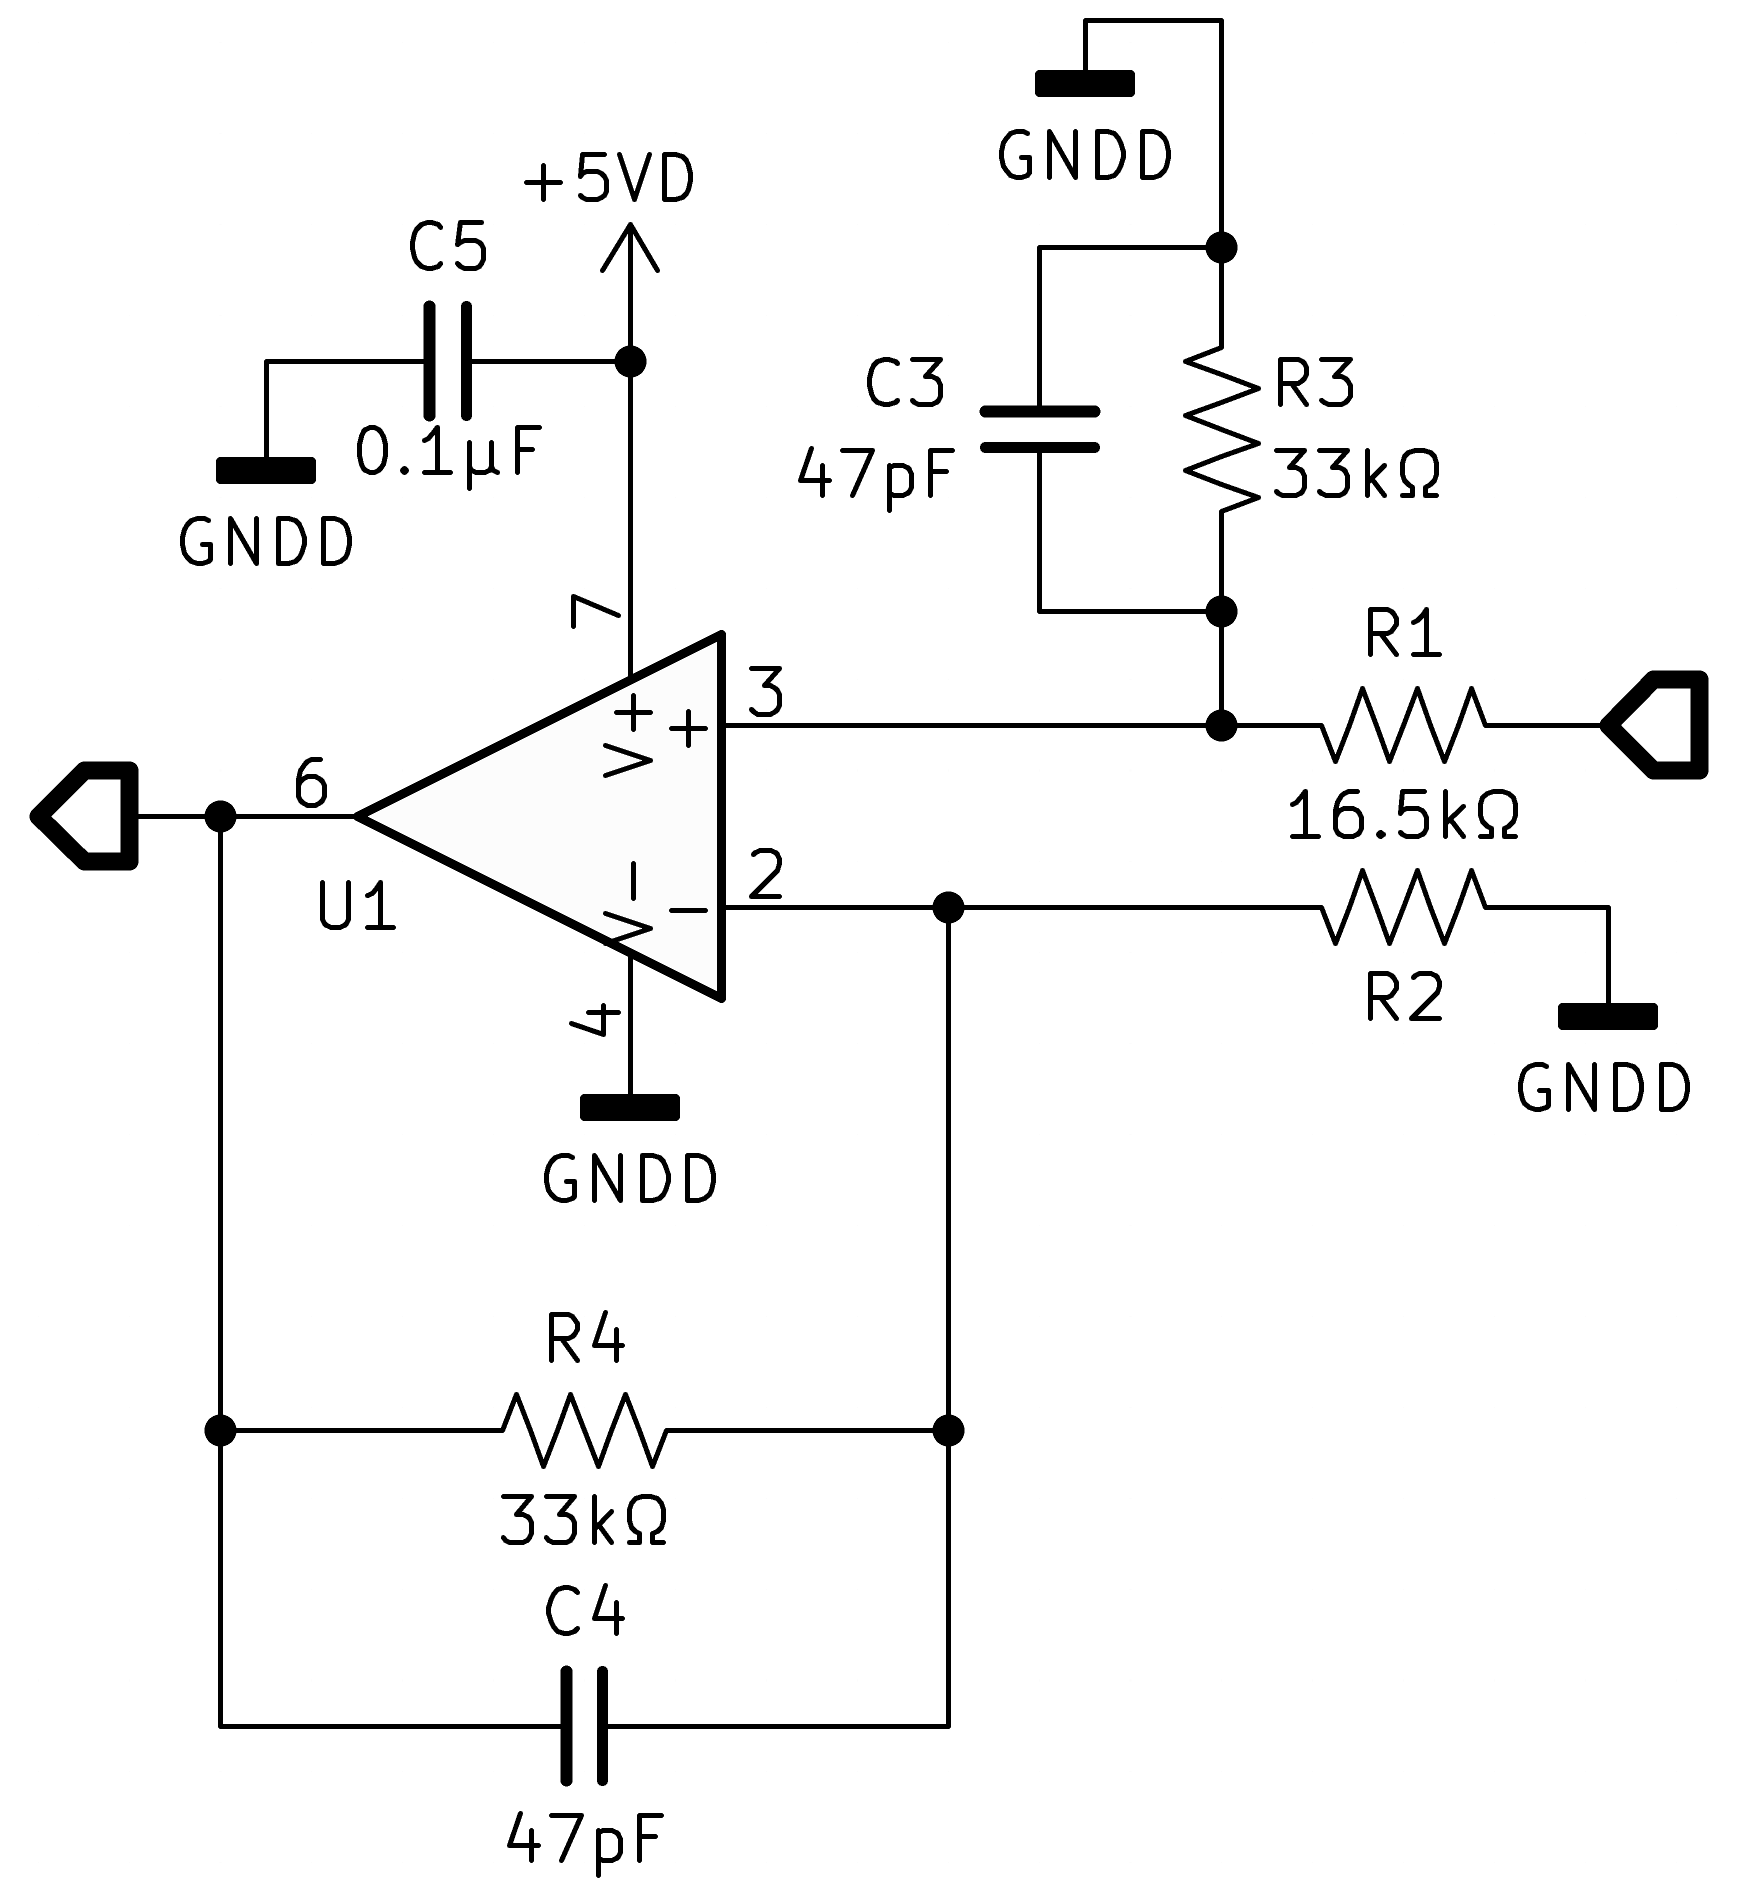 GNDD
+5VD
C5
0.1µF
GNDD
C3
47pF
R3
33kΩ
7
3
V+
+
R1
16.5kΩ
6
U1
2
V-
-
4
GNDD
R2
GNDD
R4
33kΩ
C4
47pF